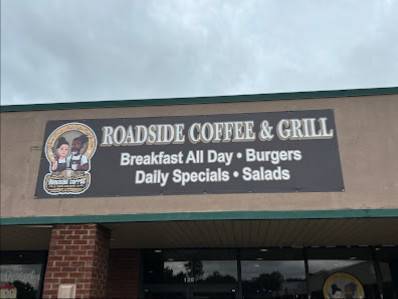 ROADSIDE COFFEE & GRILL
Breakfast All Day • Burgers
Daily Specials • Salads